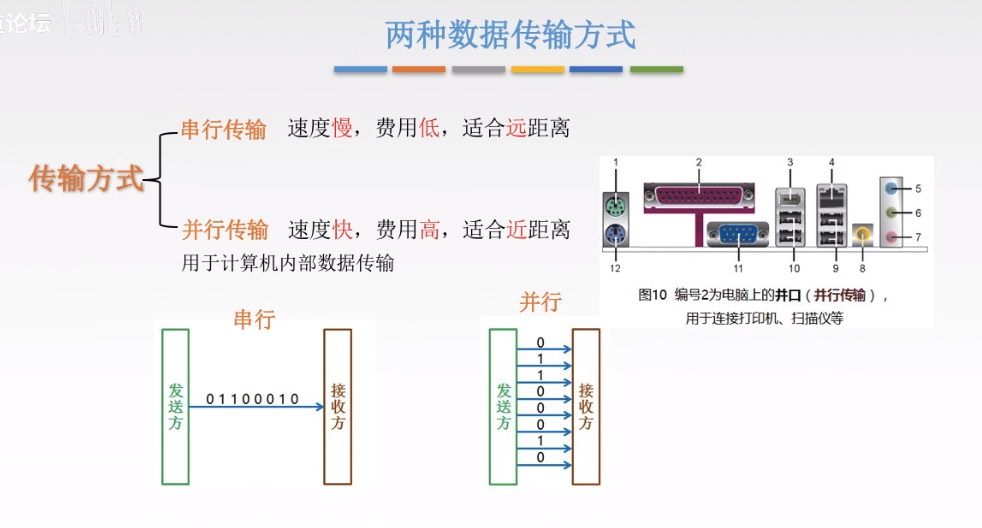 论坛
两种数据传输方式
传输方式
串行传输 速度慢，费用低，适合远距离
并行传输 速度快，费用高，适合近距离
用于计算机内部数据传输
1 2 3 4
5
6
7
12 11 10 9 8
图10 编号2为电脑上的并口（并行传输），
用于连接打印机、扫描仪等
串行
发送方
01100010
接收方
并行
发送方
0
1
1
0
0
0
1
0
接收方